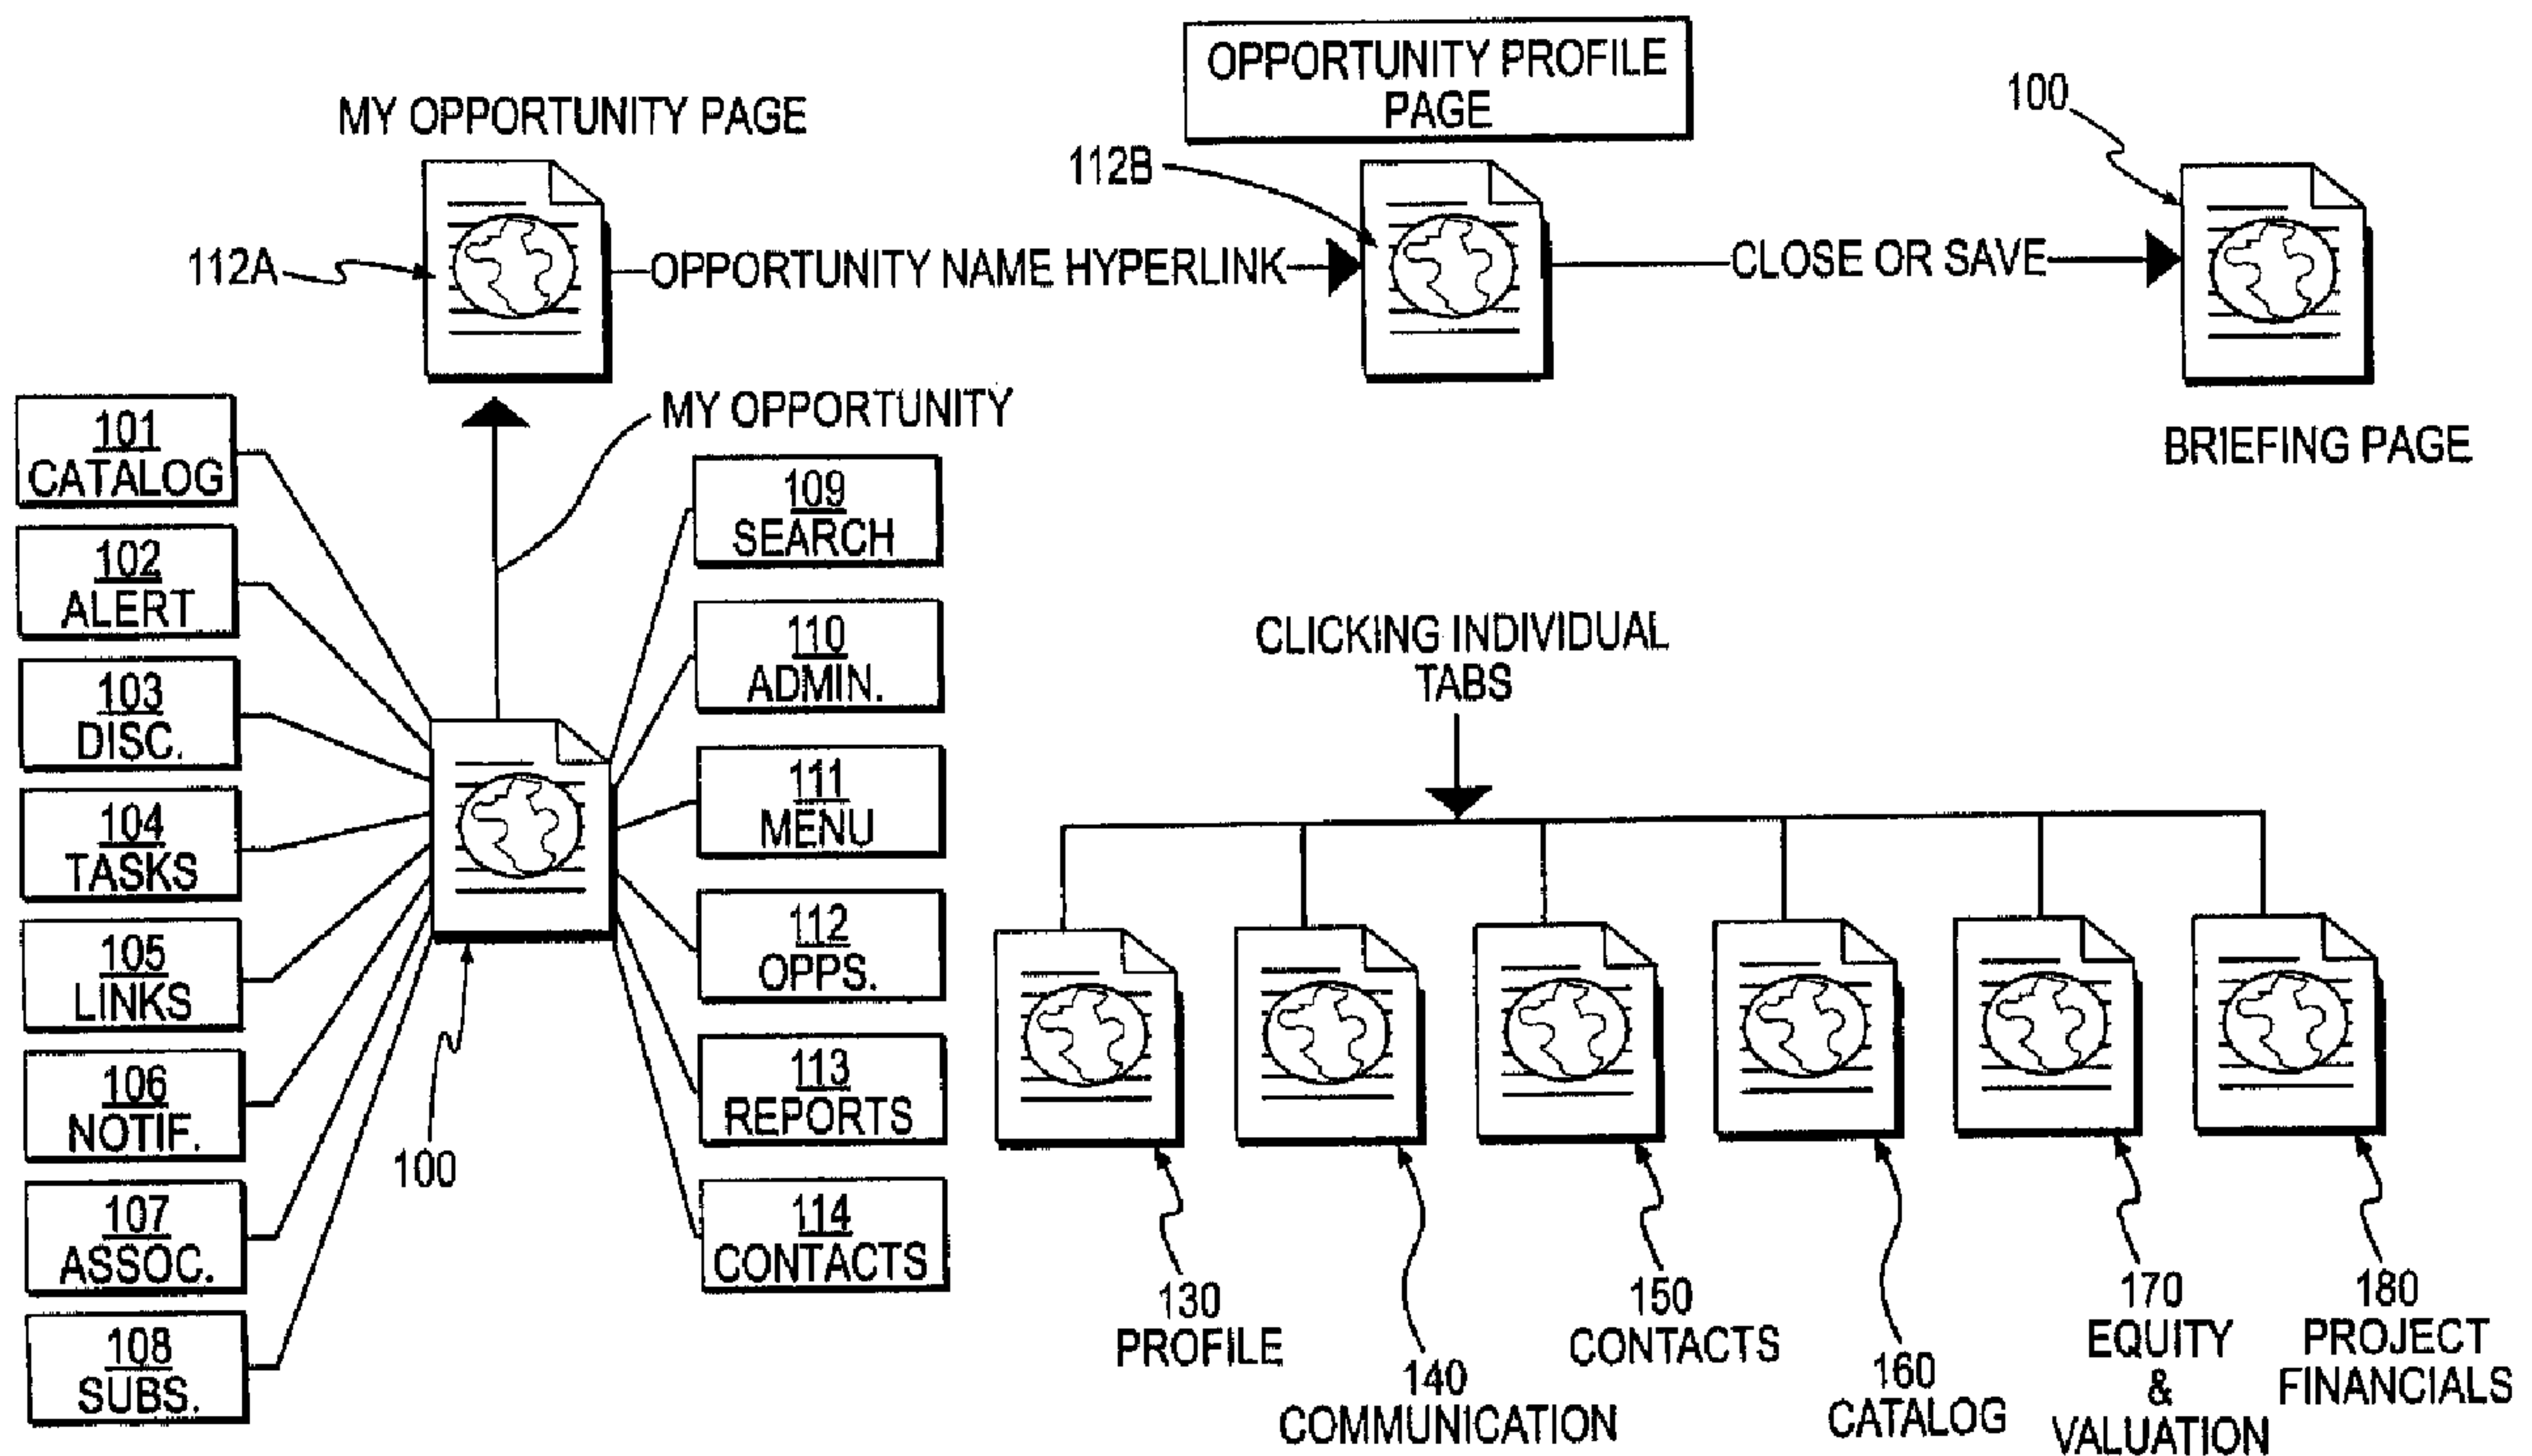 OPPORTUNITY PROFILE
PAGE
MY OPPORTUNITY PAGE
100
112B
112A
OPPORTUNITY NAME HYPERLINK
CLOSE OR SAVE
BRIEFING PAGE
MY OPPORTUNITY
101
CATALOG
102
ALERT
103
DISC.
104
TASKS
105
LINKS
106
NOTIF.
107
ASSOC.
108
SUBS.
100
109
SEARCH
110
ADMIN.
111
MENU
112
OPPS.
113
REPORTS
114
CONTACTS
CLICKING INDIVIDUAL
TABS
130
PROFILE
140
COMMUNICATION
150
CONTACTS
160
CATALOG
170
EQUITY
&
VALUATION
180
PROJECT
FINANCIALS